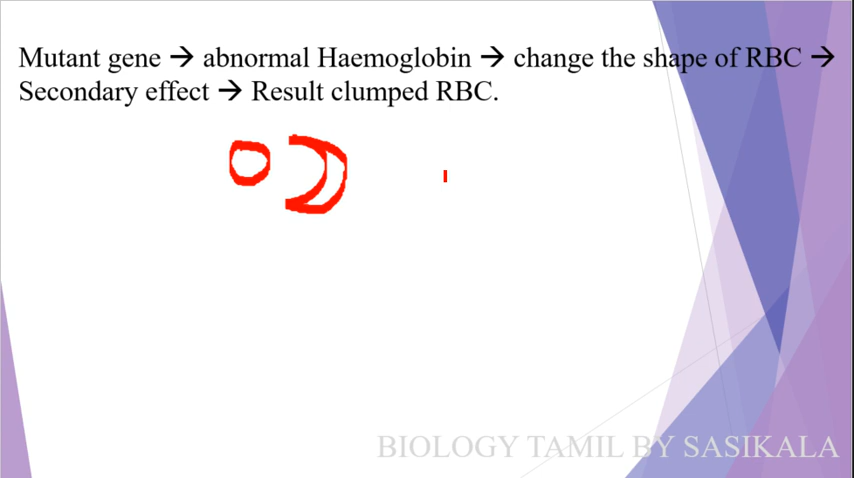 Mutant gene → abnormal Haemoglobin → change the shape of RBC →
Secondary effect → Result clumped RBC.
BIOLOGY TAMIL BY SASIKALA